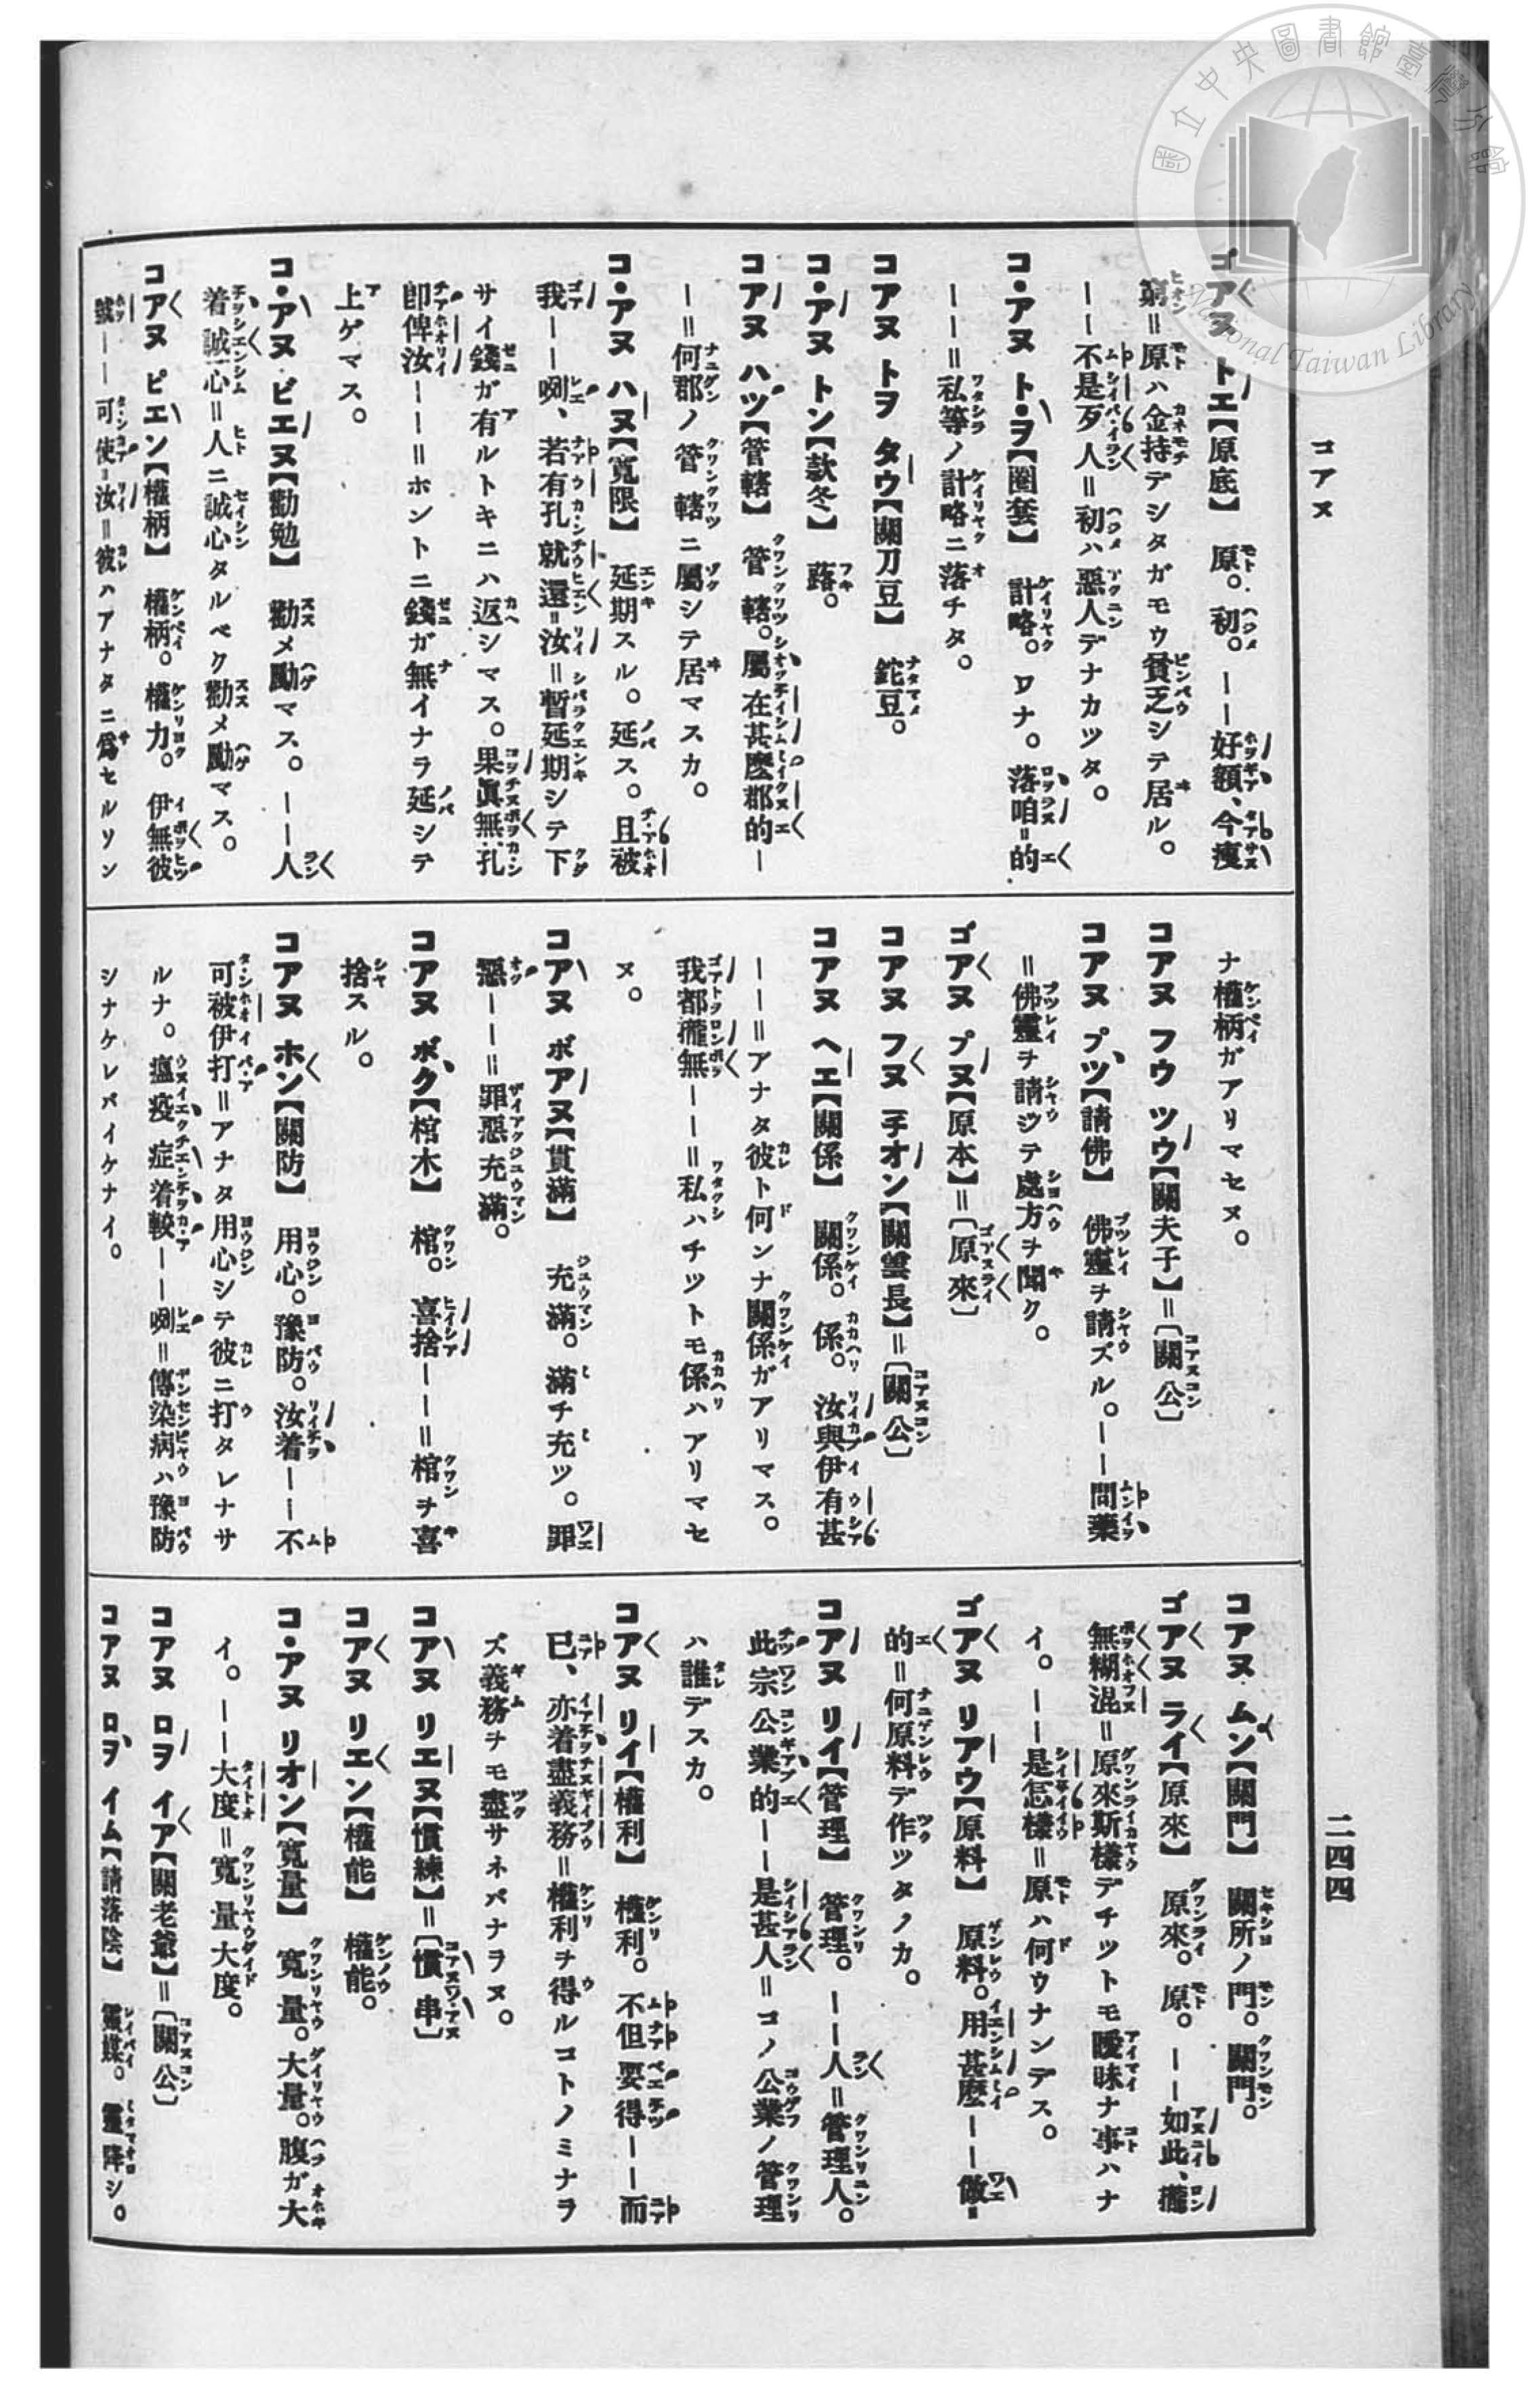 國立中央圖書館臺灣分館
National Taiwan Library
コアヌ
二四四
ゴアヌ トエ【原底】 原。初。——好額、今瘦
窮=原ハ金持デシタガモウ貧乏シテ居ル。
——不是歹人=初ハ惡人デナカツタ。
コ・アヌ ト・ヲ【圈套】 計略。ワナ。落咱=的
——=私等ノ計略ニ落チタ。
コアヌ トヲ タウ【關刀豆】 鉈豆。
コ・アヌ トン【款冬】 蕗。
コアヌ ハツ【管轄】 管轄。屬在甚麼郡的—
—=何郡ノ管轄ニ屬シテ居マスカ。
コ・アヌ ハヌ【寬限】 延期スル。延ス。且被
我——咧、若有孔就還=汝=暫延期シテ下
サイ錢ガ有ルトキニハ返シマス。果眞無孔
卽俾汝——=ホントニ錢ガ無イナラ延シテ
上ゲマス。
コ・アヌ ビエヌ【勸勉】 勸メ勵マス。——人
着誠心=人ニ誠心タルベク勸メ勵マス。
コアヌ ピエン【權柄】 權柄。權力。伊無彼
號——可使=汝=彼ハアナタニ爲セルソン
ナ權柄ガアリマセヌ。
コアヌ フウ ツウ【關夫子】=〔關公〕
コアヌ プツ【請佛】 佛靈ヲ請ズル。——問藥
=佛靈ヲ請ジテ處方ヲ聞ク。
ゴアヌ プヌ【原本】=〔原來〕
コアヌ フヌ チオン【關雲長】=〔關公〕
コアヌ ヘエ【關係】 關係。係。汝與伊有甚
——=アナタ彼ト何ンナ關係ガアリマス。
我都攏無——=私ハチツトモ係ハアリマセ
ヌ。
コアヌ ボアヌ【貫滿】 充滿。滿チ充ツ。罪
惡——=罪惡充滿。
コアヌ ボク【棺木】 棺。喜捨——=棺ヲ喜
捨スル。
コアヌ ホン【關防】 用心。豫防。汝着——不
可被伊打=アナタ用心シテ彼ニ打タレナサ
ルナ。瘟疫症着較——咧=傳染病ハ豫防
シナケレバイケナイ。
コアヌ ムン【關門】 關所ノ門。關門。
ゴアヌ ライ【原來】 原來。原。——如此、攏
無糊混=原來斯樣デチツトモ曖昧ナ事ハナ
イ。——是怎樣=原ハ何ウナンデス。
ゴアヌ リアウ【原料】 原料。用甚麼——做=
的=何原料デ作ツタノカ。
コアヌ リイ【管理】 管理。——人=管理人。
此宗公業的——是甚人=コノ公業ノ管理
ハ誰デスカ。
コアヌ リイ【權利】 權利。不但要得——而
已、亦着盡義務=權利ヲ得ルコトノミナラ
ズ義務ヲモ盡サネバナラヌ。
コアヌ リエヌ【慣練】=〔慣串〕
コアヌ リエン【權能】 權能。
コ・アヌ リオン【寬量】 寬量。大量。腹ガ大
イ。——大度=寬量大度。
コアヌ ロヲ イア【關老爺】=〔關公〕
コアヌ ロヲ イム【請落陰】 靈媒。靈降シ。